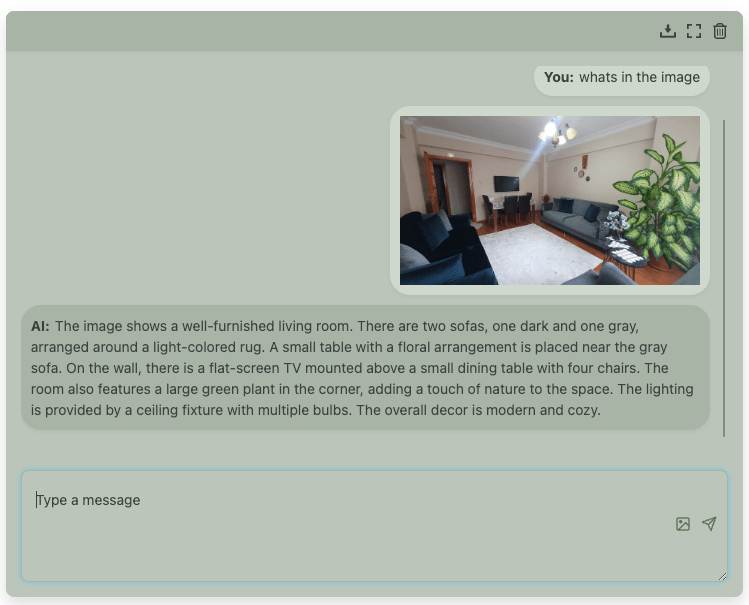 You: whats in the image
AI: The image shows a well-furnished living room. There are two sofas, one dark and one gray,
arranged around a light-colored rug. A small table with a floral arrangement is placed near the gray
sofa. On the wall, there is a flat-screen TV mounted above a small dining table with four chairs. The
room also features a large green plant in the corner, adding a touch of nature to the space. The lighting
is provided by a ceiling fixture with multiple bulbs. The overall decor is modern and cozy.
Type a message